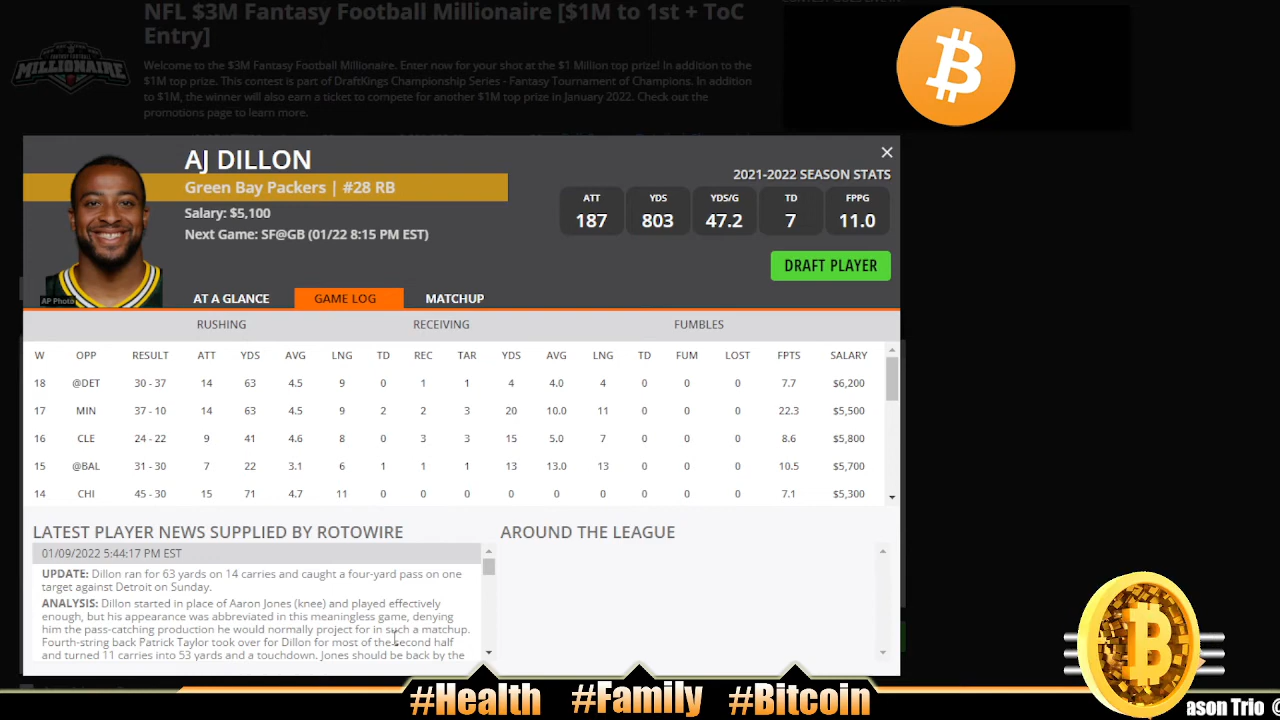 NFL $3M Fantasy Football Millionaire [$1M to 1st + ToC
Entry]
MILLIONAIRE
Welcome to the $3M Fantasy Football Millionaire. Enter now for your shot at the $1 Million top prize! In addition to the
$1M top prize. This contest is part of DraftKings Championship Series - Fantasy Tournament of Champions. In addition
to $1M, the winner will also earn a ticket to compete for another $1M top prize in January 2022. Check out the
promotions page to learn more.
AJ DILLON
Green Bay Packers | #28 RB
Salary: $5,100
Next Game: SF@GB (01/22 8:15 PM EST)
AP Photo
2021-2022 SEASON STATS
ATT YDS YDS/G TD FPPG
187 803 47.2 7 11.0
DRAFT PLAYER
AT A GLANCE GAME LOG MATCHUP
RUSHING RECEIVING FUMBLES
W OPP RESULT ATT YDS AVG LNG TD REC TAR YDS AVG LNG TD FUM LOST FPTS SALARY
18 @DET 30 - 37 14 63 4.5 9 0 1 1 4 4.0 4 0 0 0 7.7 $6,200
17 MIN 37 - 10 14 63 4.5 9 2 2 3 20 10.0 11 0 0 0 22.3 $5,500
16 CLE 24 - 22 9 41 4.6 8 0 3 3 15 5.0 7 0 0 0 8.6 $5,800
15 @BAL 31 - 30 7 22 3.1 6 1 1 1 13 13.0 13 0 0 0 10.5 $5,700
14 CHI 45 - 30 15 71 4.7 11 0 0 0 0 0 0 0 0 0 7.1 $5,300
LATEST PLAYER NEWS SUPPLIED BY ROTOWIRE
01/09/2022 5:44:17 PM EST
UPDATE: Dillon ran for 63 yards on 14 carries and caught a four-yard pass on one
target against Detroit on Sunday.
ANALYSIS: Dillon started in place of Aaron Jones (knee) and played effectively
enough, but his appearance was abbreviated in this meaningless game, denying
him the pass-catching production he would normally project for in such a matchup.
Fourth-string back Patrick Taylor took over for Dillon for most of the second half
and turned 11 carries into 53 yards and a touchdown. Jones should be back by the
AROUND THE LEAGUE
#Health #Family #Bitcoin
ason Trio @